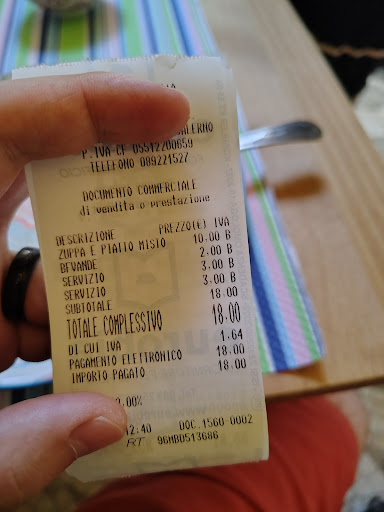 SALERNO
P.IVA-CF 05512200659
TELEFONO 089221527
DOCUMENTO COMMERCIALE
di vendita o prestazione
DESCRIZIONE PREZZO(€) IVA
ZUPPA E PIATTO MISTO 10.00 B
BEVANDE 2.00 B
SERVIZIO 3.00 B
SERVIZIO 3.00 B
SUBTOTALE 18.00
TOTALE COMPLESSIVO 18.00
DI CUI IVA 1.64
PAGAMENTO ELETTRONICO 18.00
IMPORTO PAGATO 18.00
12:40 DOC.1560-0002
RT 96MBD513686